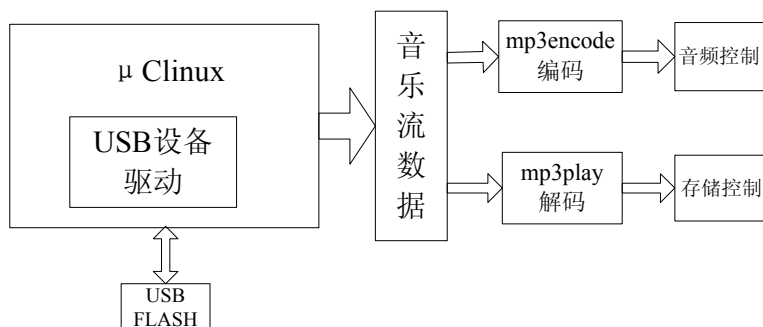 μ Clinux
USB设备
驱动
USB
FLASH
音
乐
流
数
据
mp3encode
编码
音频控制
mp3play
解码
存储控制